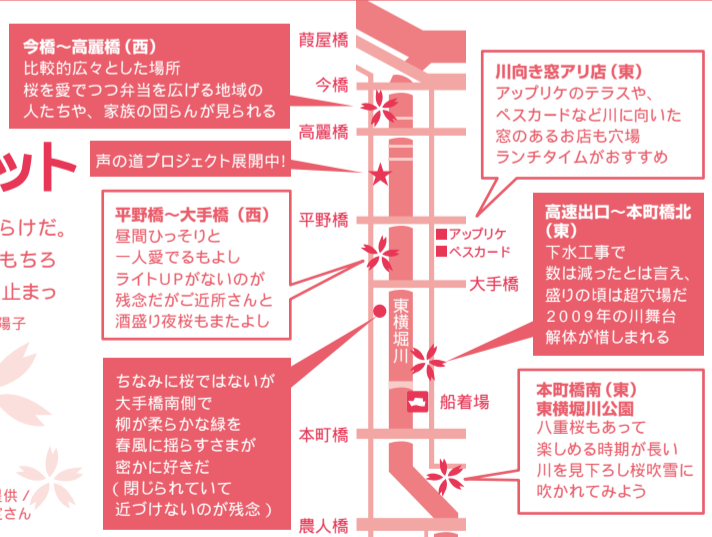 今橋〜高麗橋（西）
比較的広々とした場所
桜を愛でつつ弁当を広げる地域の
人たちや、家族の団らんが見られる
ット
声の道プロジェクト展開中！
らけだ。
もちろ
止まっ
陽子
平野橋〜大手橋（西）
昼間ひっそりと
一人愛でるもよし
ライトUPがないのが
残念だがご近所さんと
酒盛り夜桜もまたよし
ちなみに桜ではないが
大手橋南側で
柳が柔らかな緑を
春風に揺らすさまが
密かに好きだ
（閉じられていて
近づけないのが残念）
提供／
さん
葭屋橋
今橋
高麗橋
平野橋
アップリケ
ベスカード
大手橋
東横堀川
船着場
本町橋
農人橋
川向き窓アリ店（東）
アップリケのテラスや、
ベスカードなど川に向いた
窓のあるお店も穴場
ランチタイムがおすすめ
高速出口〜本町橋北
（東）
下水工事で
数は減ったとは言え、
盛りの頃は超穴場だ
2009年の川舞台
解体が惜しまれる
本町橋南（東）
東横堀川公園
八重桜もあって
楽しめる時期が長い
川を見下ろし桜吹雪に
吹かれてみよう